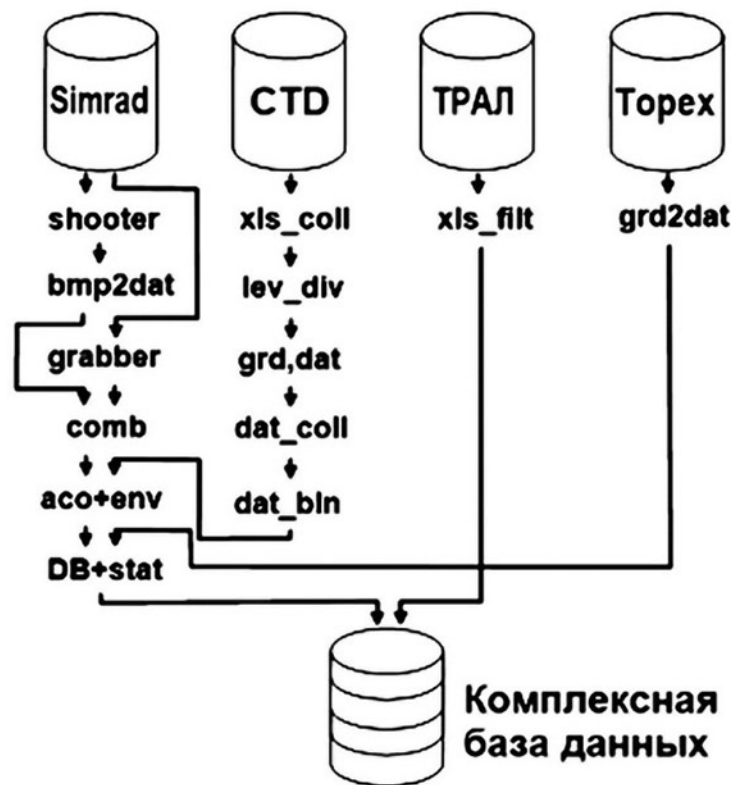 Simrad
CTD
ТРАЛ
Topex
shooter
xls_coll
xls_filt
grd2dat
bmp2dat
lev_div
grabber
grd,dat
comb
dat_coll
aco+env
dat_bin
DB+stat
Комплексная
база данных